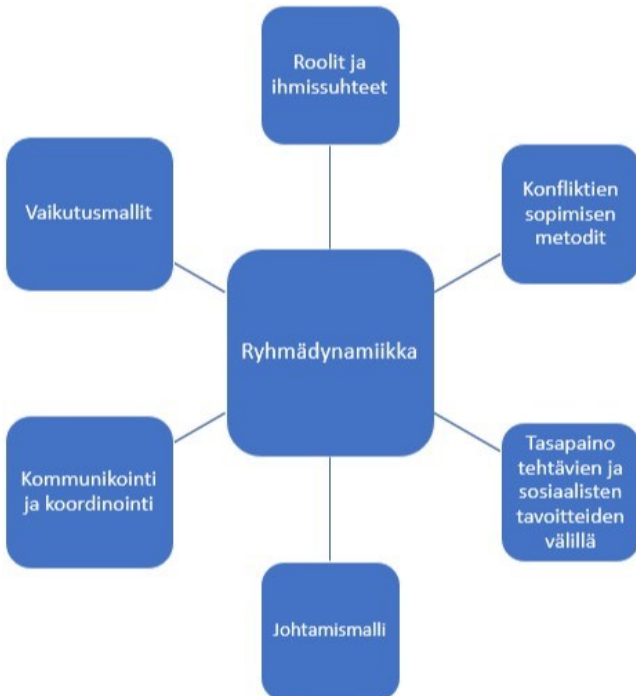 Roolit ja
ihmissuhteet
Vaikutusmallit
Konfliktien
sopimisen
metodit
Ryhmädynamiikka
Kommunikointi
ja koordinointi
Tasapaino
tehtävien ja
sosiaalisten
tavoitteiden
välillä
Johtamismalli